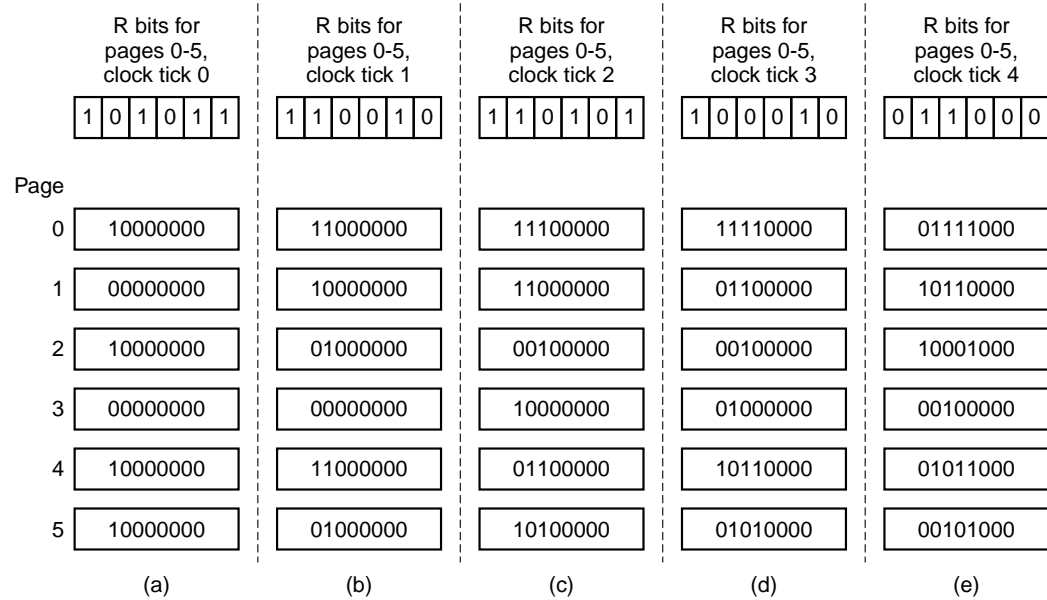 R bits for pages 0-5, clock tick 0
R bits for pages 0-5, clock tick 1
R bits for pages 0-5, clock tick 2
R bits for pages 0-5, clock tick 3
R bits for pages 0-5, clock tick 4
1 0 1 0 1 1
1 1 0 0 1 0
1 1 0 1 0 1
1 0 0 0 1 0
0 1 1 0 0 0
Page
0 10000000 11000000 11100000 11110000 01111000
1 00000000 10000000 11000000 01100000 10110000
2 10000000 01000000 00100000 00100000 10001000
3 00000000 00000000 10000000 01000000 00100000
4 10000000 11000000 01100000 10110000 01011000
5 10000000 01000000 10100000 01010000 00101000
(a) (b) (c) (d) (e)